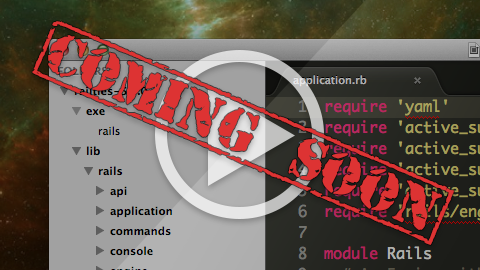 COMING SOON
FOLDERS
application.rb
exe
rails
lib
rails
api
application
commands
console
1 require 'yaml'
2 require 'active_su
3 require 'active_su
4 require 'active_su
5 require 'active_su
6 require 'rails/eng
7
8 module Rails